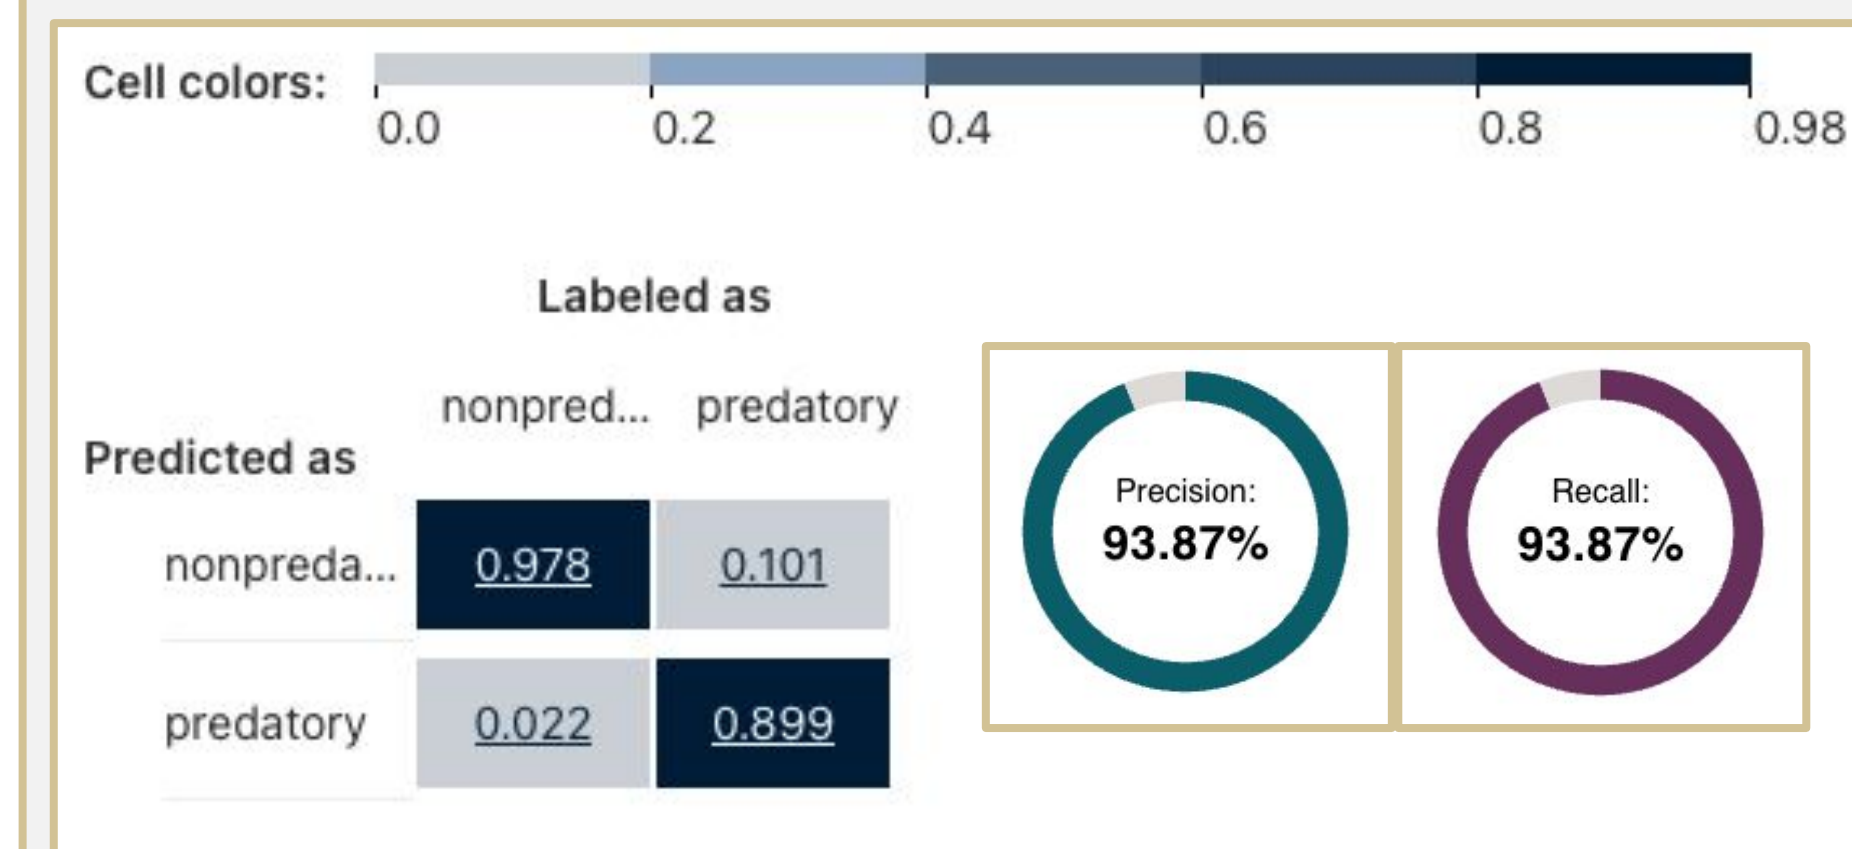 Cell colors:
0.0 0.2 0.4 0.6 0.8 0.98
Labeled as
nonpred... predatory
Predicted as
nonpreda... 0.978 0.101
predatory 0.022 0.899
Precision:
93.87%
Recall:
93.87%